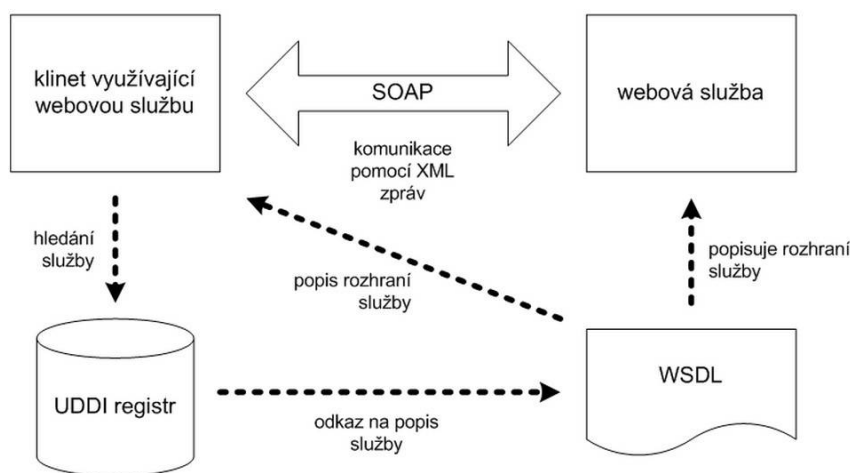 klinet využívající
webovou službu
SOAP
webová služba
komunikace
pomocí XML
zpráv
hledání
služby
popis rozhraní
služby
popisuje rozhraní
služby
UDDI registr
odkaz na popis
služby
WSDL